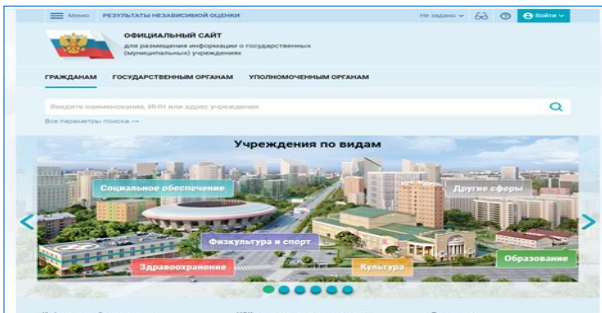 Меню
РЕЗУЛЬТАТЫ НЕЗАВИСИМОЙ ОЦЕНКИ
Не задано
Войти
ОФИЦИАЛЬНЫЙ САЙТ
для размещения информации о государственных
(муниципальных) учреждениях
ГРАЖДАНАМ
ГОСУДАРСТВЕННЫМ ОРГАНАМ
УПОЛНОМОЧЕННЫМ ОРГАНАМ
Введите наименование, ИНН или адрес учреждения
Все параметры поиска
Учреждения по видам
Социальное обеспечение
Другие сферы
Физкультура и спорт
Образование
Здравоохранение
Культура